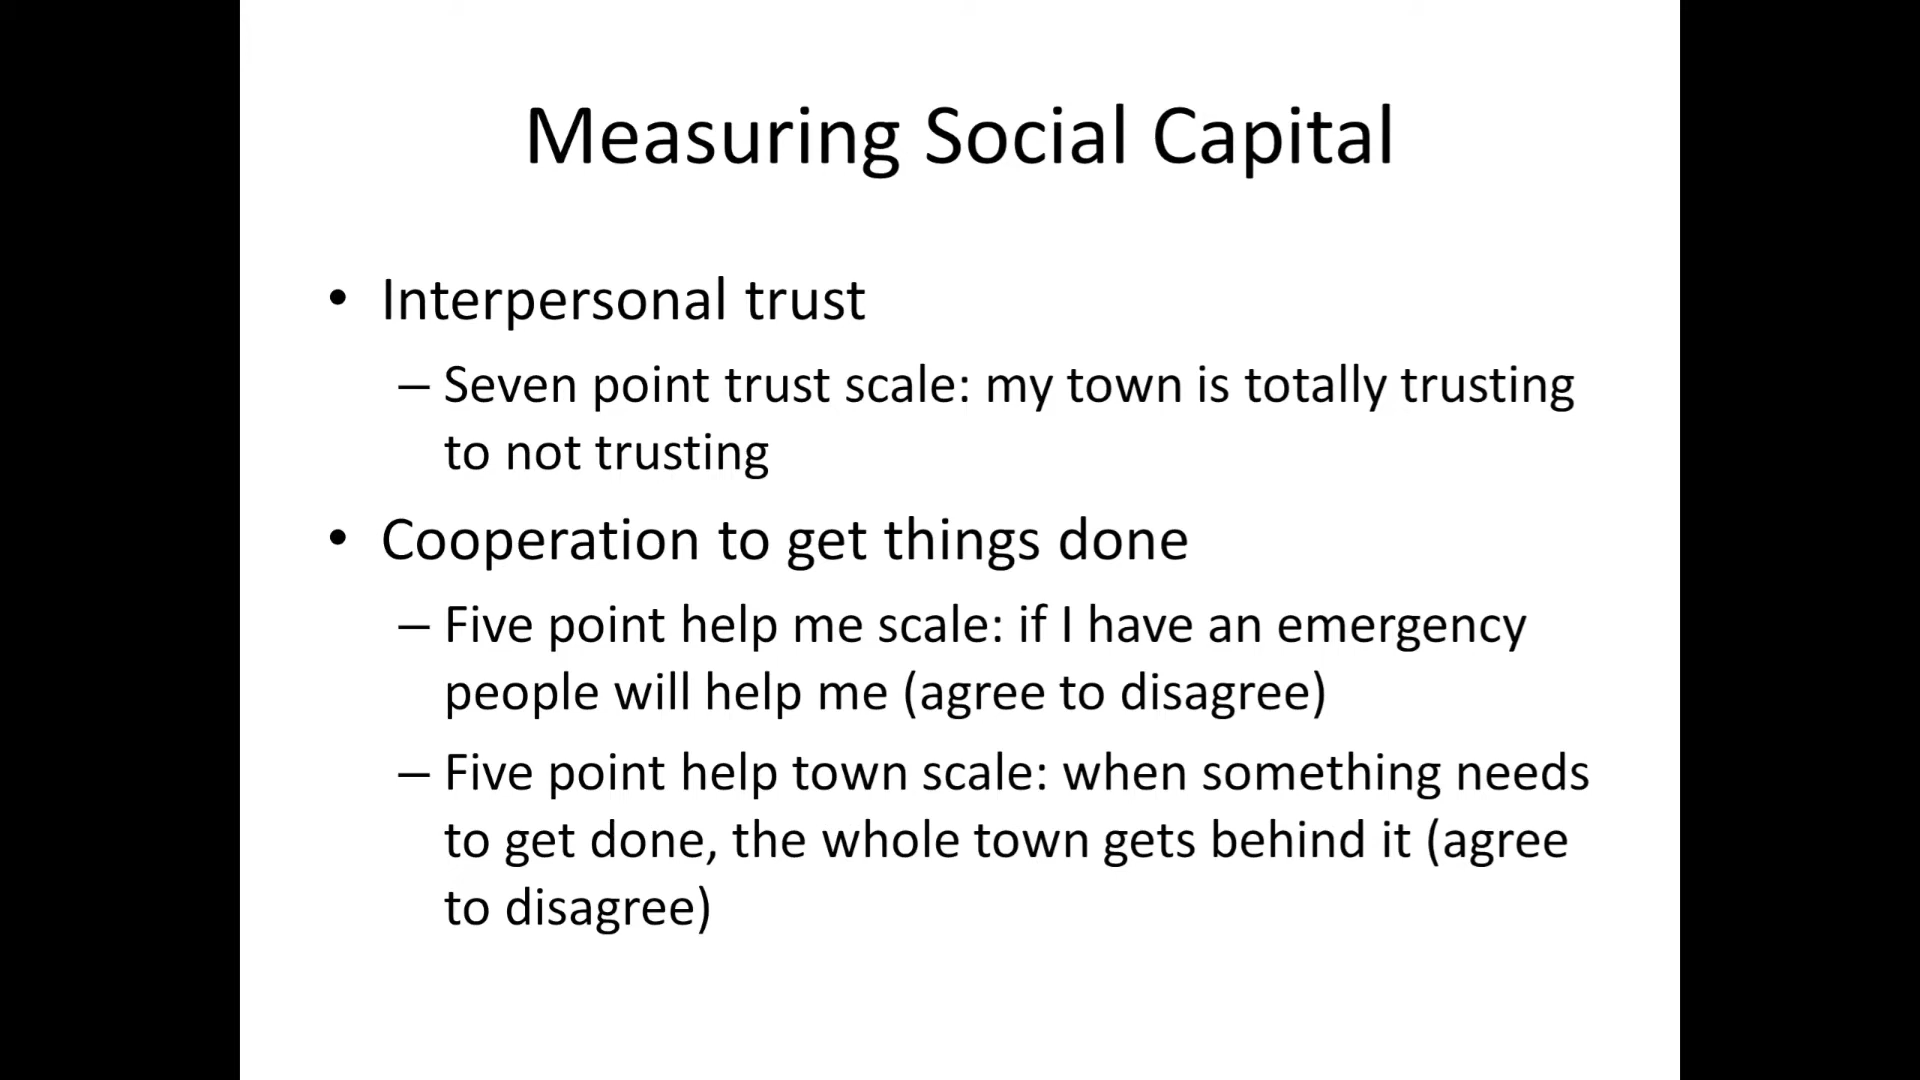 Measuring Social Capital
• Interpersonal trust
– Seven point trust scale: my town is totally trusting
to not trusting
• Cooperation to get things done
– Five point help me scale: if I have an emergency
people will help me (agree to disagree)
– Five point help town scale: when something needs
to get done, the whole town gets behind it (agree
to disagree)